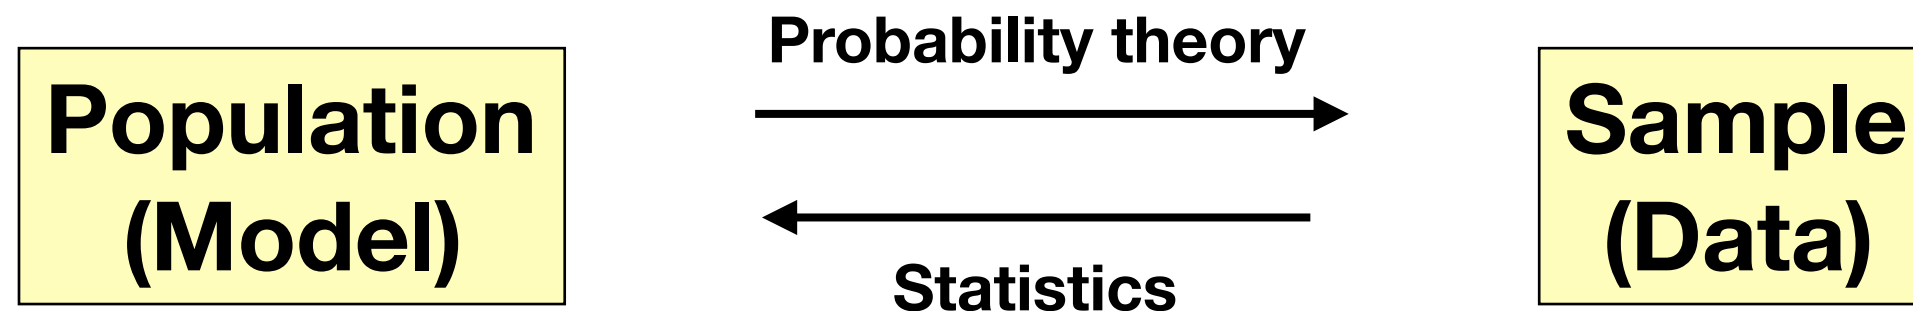 Population
(Model)
Probability theory
Statistics
Sample
(Data)